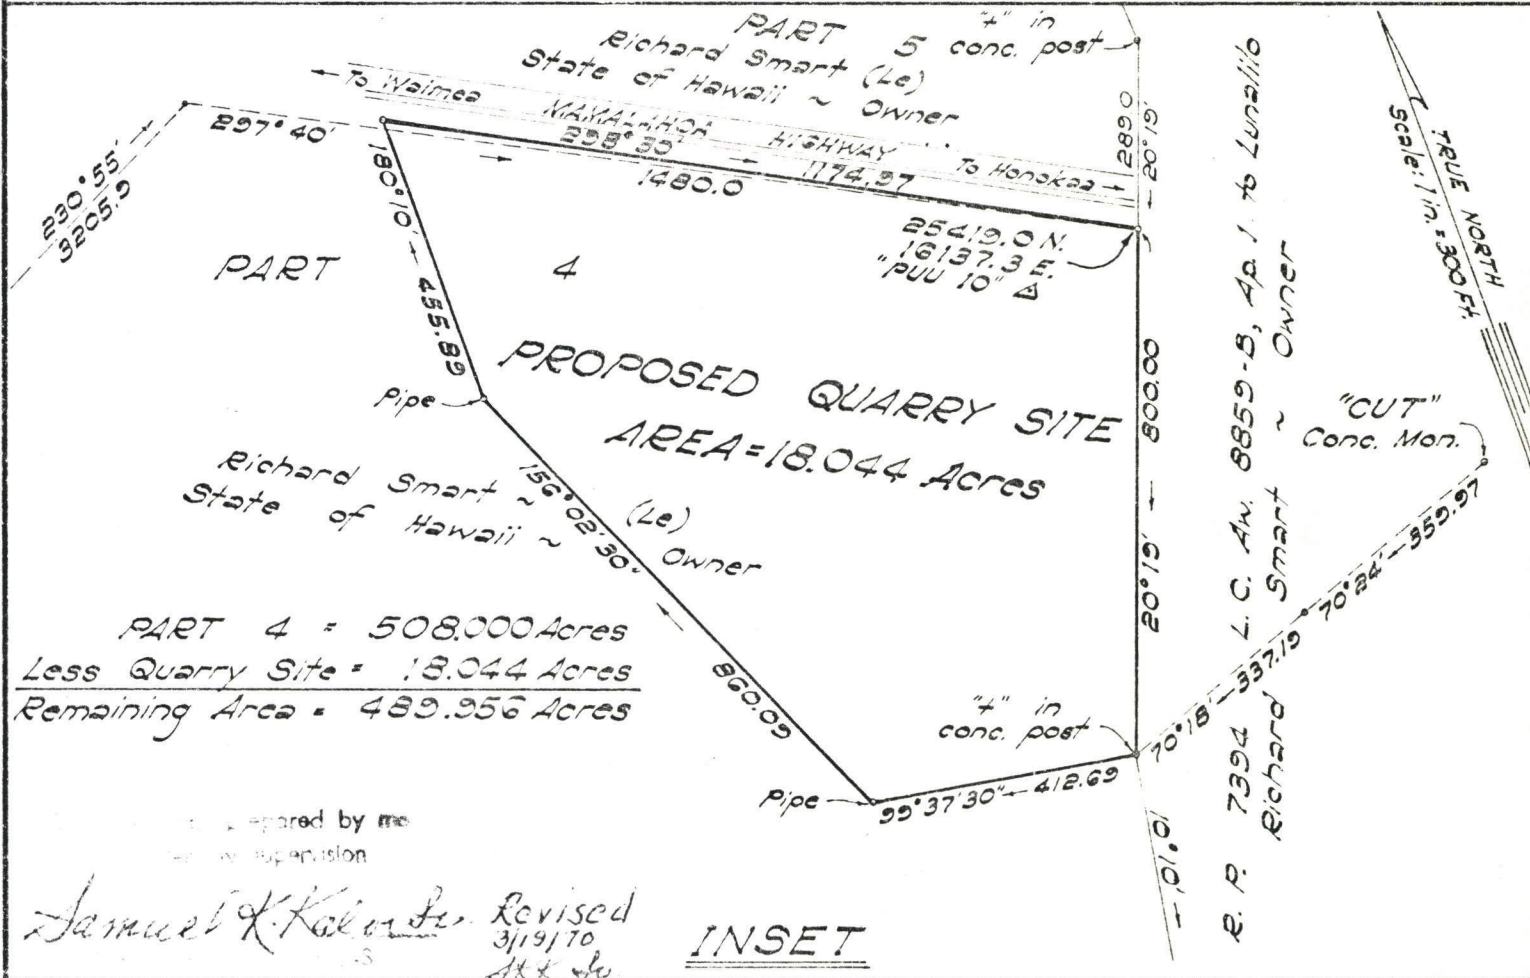 PART 5
Richard Smart (Le)
State of Hawaii ~ Owner
"+" in
conc. post
To Waimea
MAMALAHOA HIGHWAY
To Honokaa
297°40'
298°30'
1174.97
1480.0
230°55'
3205.9
2890
20°19'
TRUE NORTH
Scale: 1 in. = 300 Ft.
180°10'
455.89
25419.0 N.
16137.3 E.
"PUU 10" △
PART 4
PROPOSED QUARRY SITE
AREA = 18.044 Acres
800.00
20°19'
Pipe
Richard Smart ~ (Le)
State of Hawaii ~ Owner
156°02'30"
860.09
R. P. 7394 L. C. Aw. 8859-B, Ap. 1 to Lunalilo
Richard Smart ~ Owner
"CUT"
Conc. Mon.
70°24' 359.97
70°18' 337.19
PART 4 = 508.000 Acres
Less Quarry Site = 18.044 Acres
Remaining Area = 489.956 Acres
"+" in
conc. post
Pipe
99°37'30" 412.69
10°10'
prepared by me
supervision
Samuel K.
Revised
3/19/70
INSET